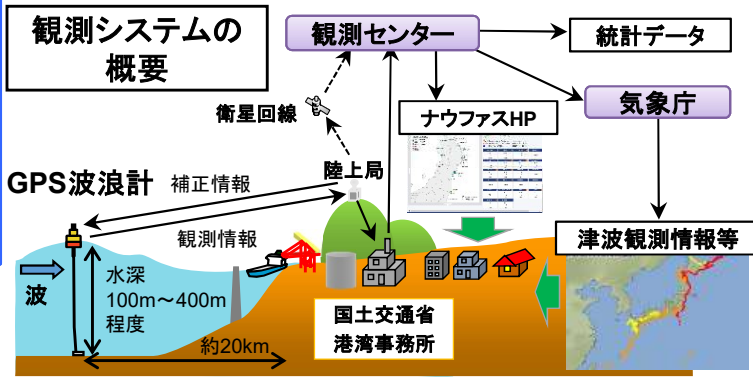 観測システムの
概要
観測センター
統計データ
衛星回線
ナウファスHP
気象庁
陸上局
GPS波浪計
補正情報
観測情報
津波観測情報等
波
水深
100m～400m
程度
国土交通省
港湾事務所
約20km